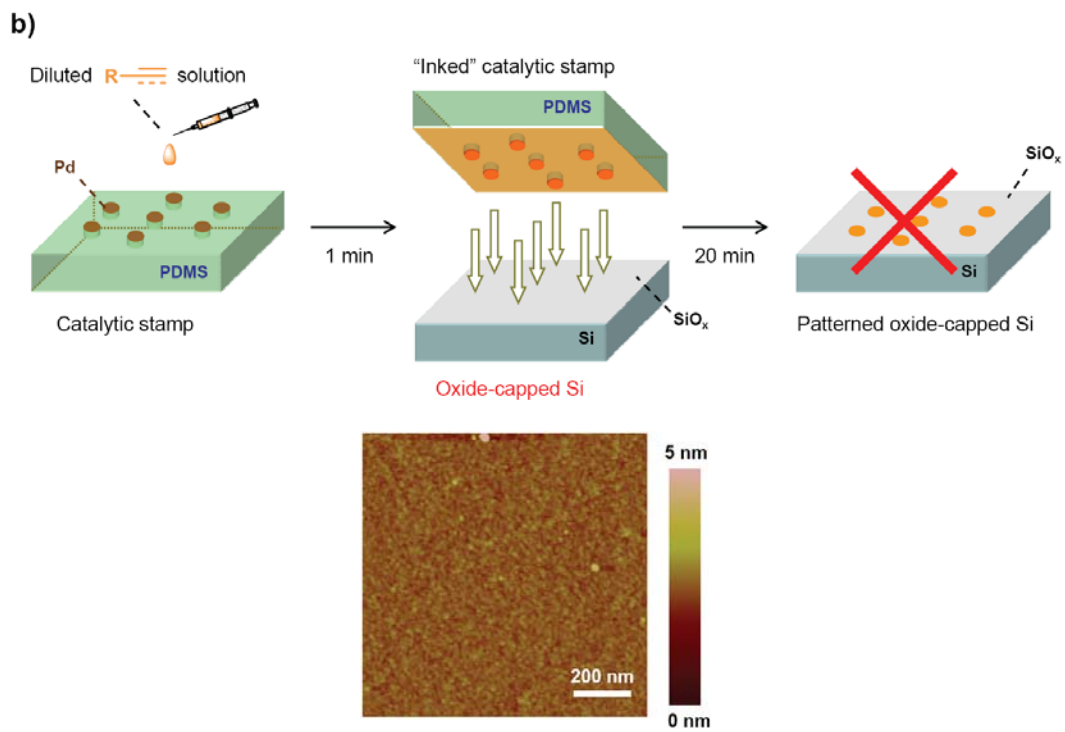 b)
Diluted R solution
Pd
PDMS
Catalytic stamp
1 min
“Inked” catalytic stamp
PDMS
SiOₓ
Si
Oxide-capped Si
20 min
SiOₓ
Si
Patterned oxide-capped Si
5 nm
200 nm
0 nm